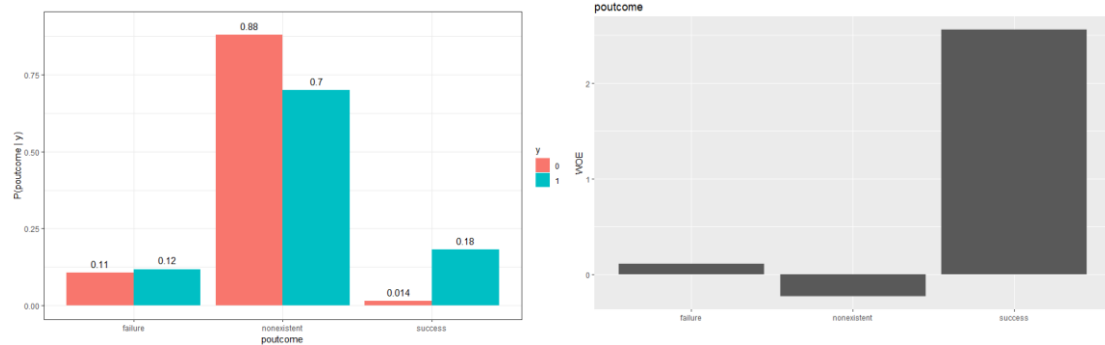 0.88
0.7
0.11
0.12
0.014
0.18
0.75
0.50
0.25
0.00
P(poutcome | y)
failure
nonexistent
success
poutcome
y
0
1
poutcome
2
1
0
WOE
failure
nonexistent
success